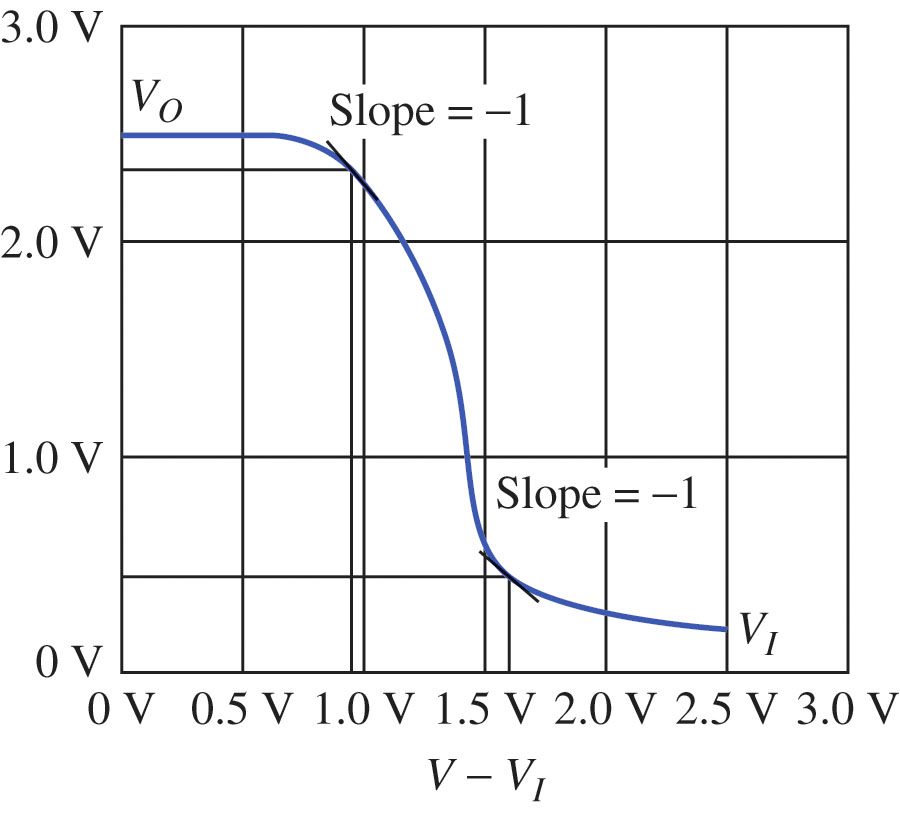 3.0 V
V_O
Slope = –1
2.0 V
1.0 V
Slope = –1
0 V
V_I
0 V 0.5 V 1.0 V 1.5 V 2.0 V 2.5 V 3.0 V
V – V_I